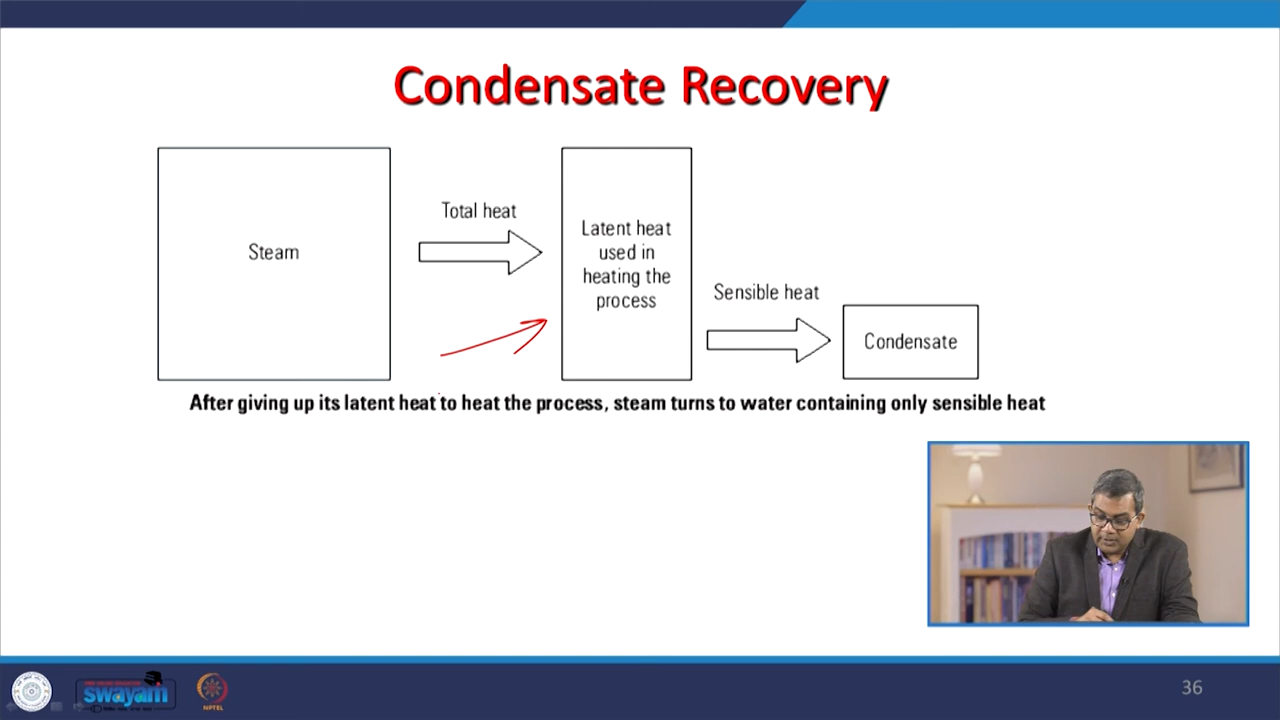 Condensate Recovery
Steam
Total heat
Latent heat
used in
heating the
process
Sensible heat
Condensate
After giving up its latent heat to heat the process, steam turns to water containing only sensible heat
swayam
NPTEL
36